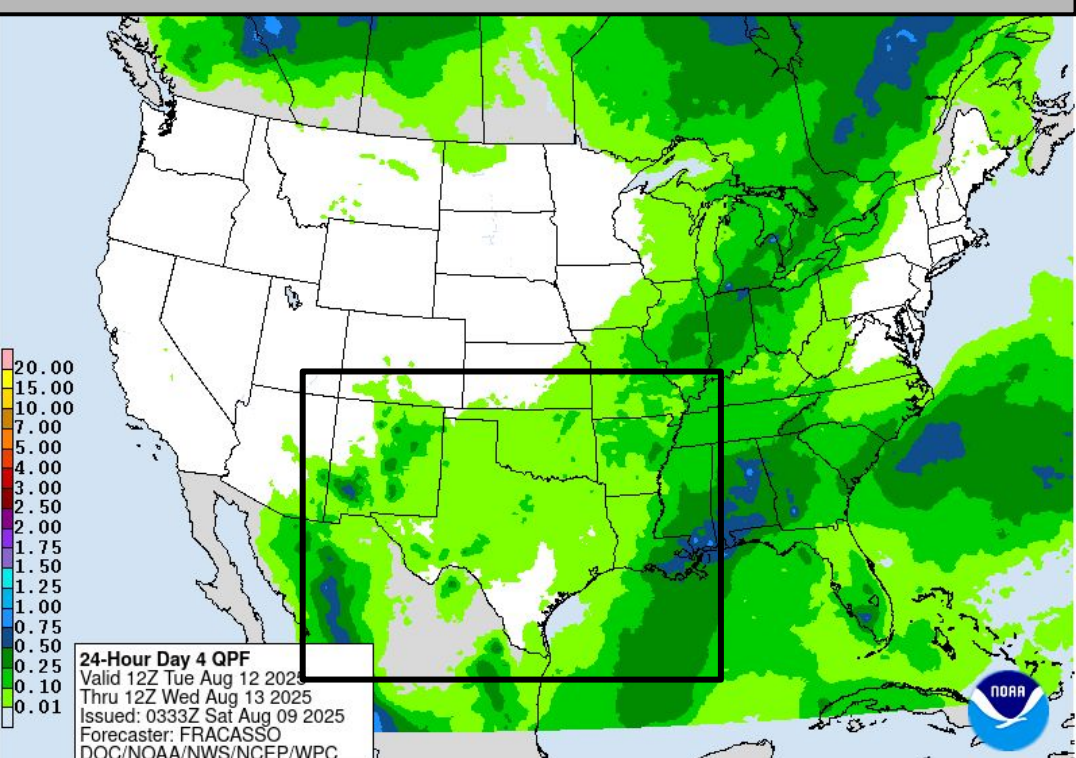 20.00
15.00
10.00
7.00
5.00
4.00
3.00
2.50
2.00
1.75
1.50
1.25
1.00
0.75
0.50
0.25
0.10
0.01
24-Hour Day 4 QPF
Valid 12Z Tue Aug 12 2025
Thru 12Z Wed Aug 13 2025
Issued: 0333Z Sat Aug 09 2025
Forecaster: FRACASSO
DOC/NOAA/NWS/NCEP/WPC
NOAA